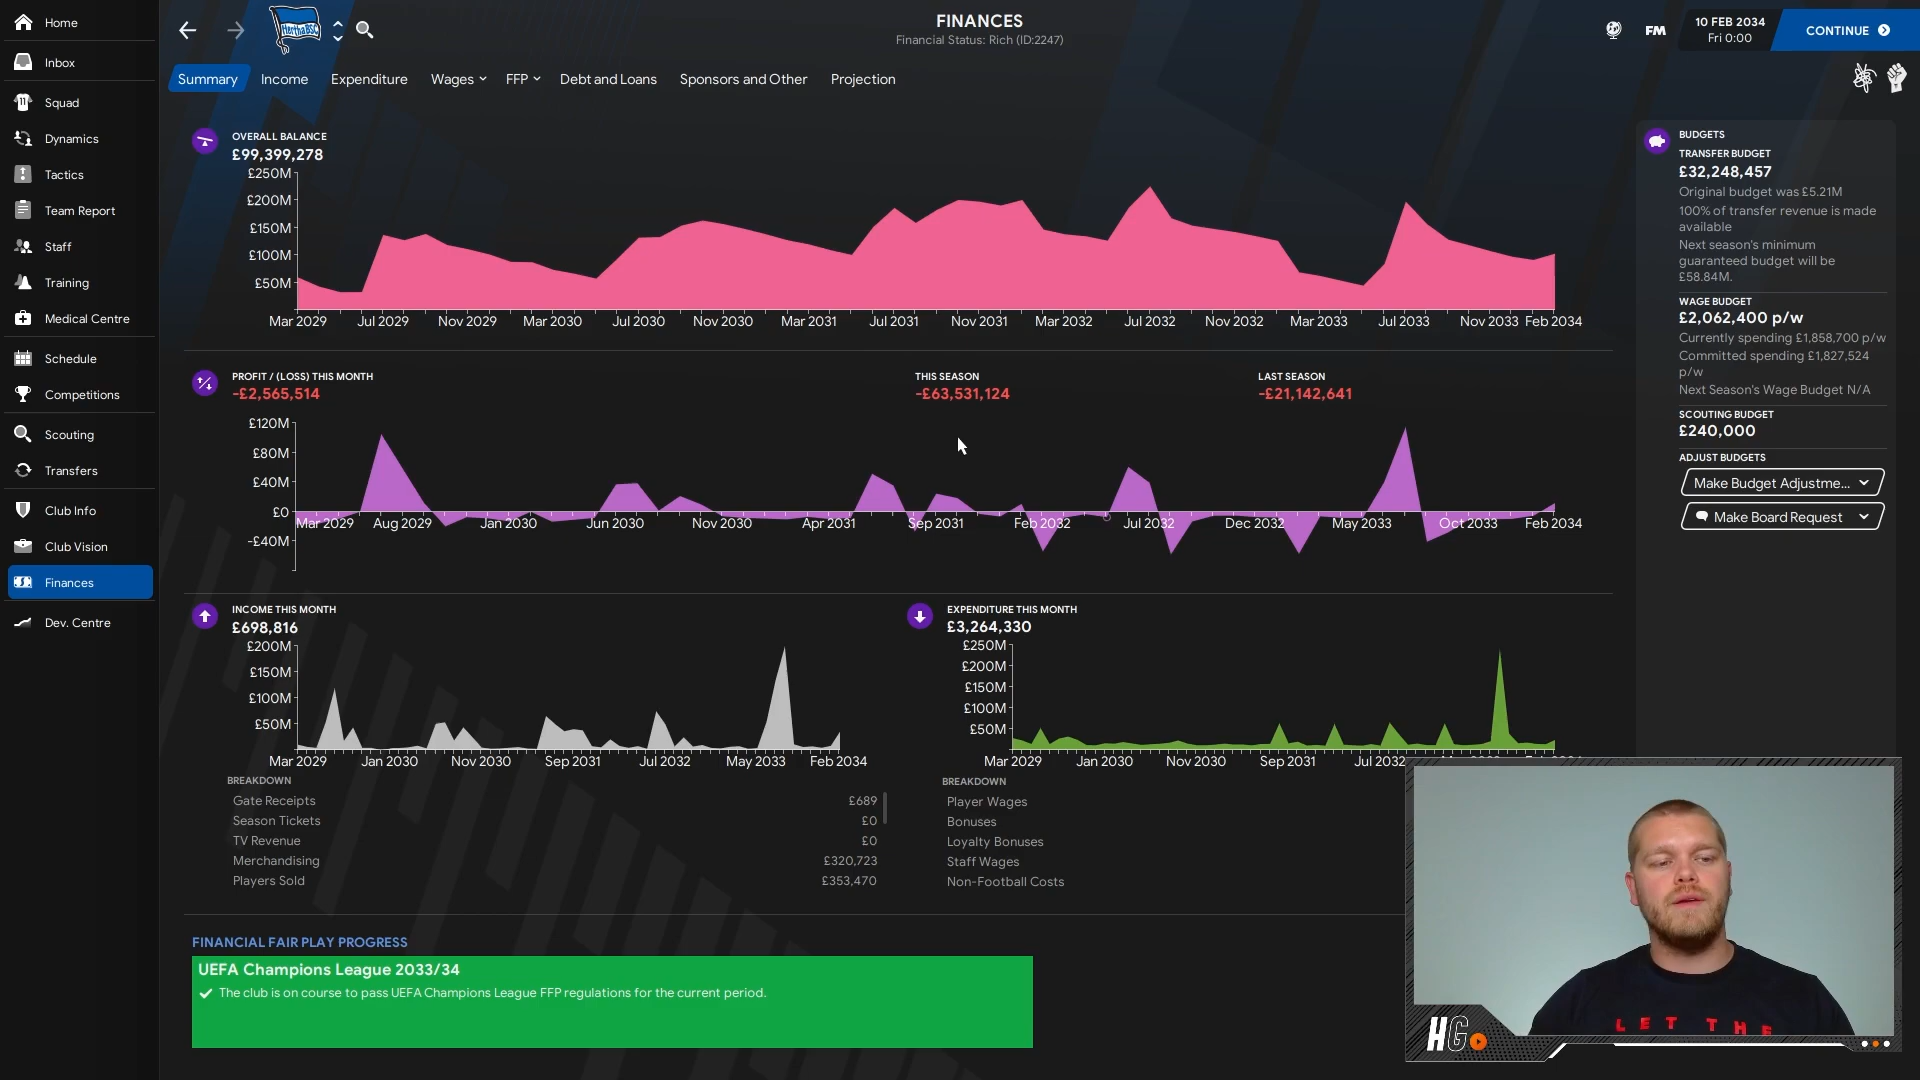 Home
Inbox
Squad
Dynamics
Tactics
Team Report
Staff
Training
Medical Centre
Schedule
Competitions
Scouting
Transfers
Club Info
Club Vision
Finances
Dev. Centre
HerthaBSC
FINANCES
Financial Status: Rich (ID:2247)
FM
10 FEB 2034
Fri 0:00
CONTINUE
Summary Income Expenditure Wages FFP Debt and Loans Sponsors and Other Projection
OVERALL BALANCE
£99,399,278
£250M
£200M
£150M
£100M
£50M
Mar 2029 Jul 2029 Nov 2029 Mar 2030 Jul 2030 Nov 2030 Mar 2031 Jul 2031 Nov 2031 Mar 2032 Jul 2032 Nov 2032 Mar 2033 Jul 2033 Nov 2033 Feb 2034
PROFIT / (LOSS) THIS MONTH
-£2,565,514
THIS SEASON
-£63,531,124
LAST SEASON
-£21,142,641
£120M
£80M
£40M
£0
-£40M
Mar 2029 Aug 2029 Jan 2030 Jun 2030 Nov 2030 Apr 2031 Sep 2031 Feb 2032 Jul 2032 Dec 2032 May 2033 Oct 2033 Feb 2034
INCOME THIS MONTH
£698,816
£200M
£150M
£100M
£50M
Mar 2029 Jan 2030 Nov 2030 Sep 2031 Jul 2032 May 2033 Feb 2034
BREAKDOWN
Gate Receipts £689
Season Tickets £0
TV Revenue £0
Merchandising £320,723
Players Sold £353,470
EXPENDITURE THIS MONTH
£3,264,330
£250M
£200M
£150M
£100M
£50M
Mar 2029 Jan 2030 Nov 2030 Sep 2031 Jul 2032
BREAKDOWN
Player Wages
Bonuses
Loyalty Bonuses
Staff Wages
Non-Football Costs
FINANCIAL FAIR PLAY PROGRESS
UEFA Champions League 2033/34
The club is on course to pass UEFA Champions League FFP regulations for the current period.
BUDGETS
TRANSFER BUDGET
£32,248,457
Original budget was £5.21M
100% of transfer revenue is made
available
Next season's minimum
guaranteed budget will be
£58.84M.
WAGE BUDGET
£2,062,400 p/w
Currently spending £1,858,700 p/w
Committed spending £1,827,524
p/w
Next Season's Wage Budget N/A
SCOUTING BUDGET
£240,000
ADJUST BUDGETS
Make Budget Adjustme...
Make Board Request
LET THE
HG